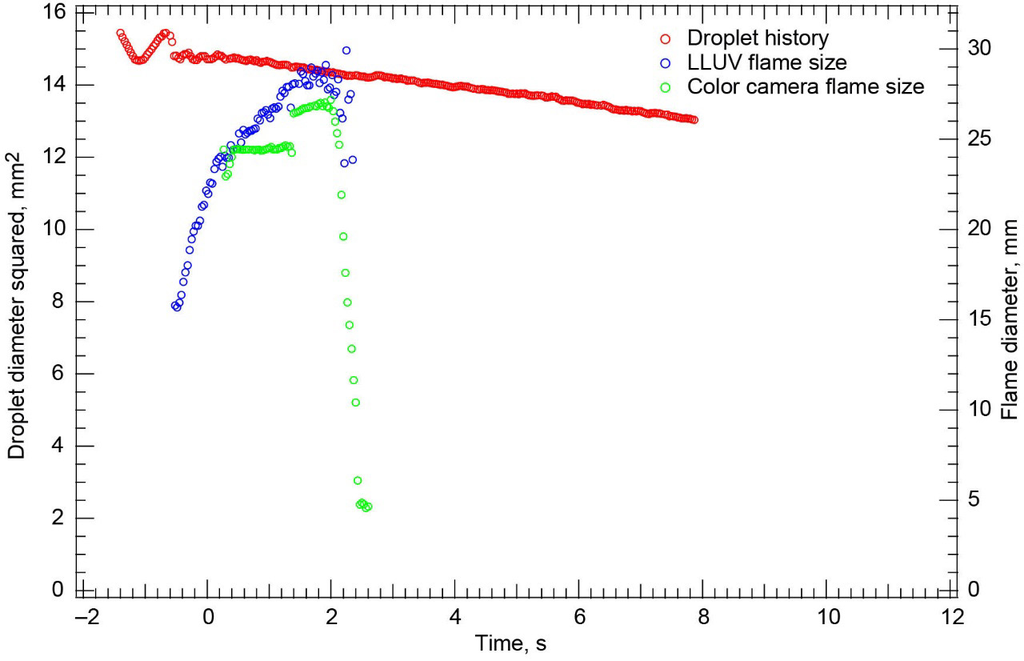 16
14
12
10
8
6
4
2
0
Droplet diameter squared, mm2
Droplet history
LLUV flame size
Color camera flame size
30
25
20
15
10
5
0
Flame diameter, mm
–2 0 2 4 6 8 10 12
Time, s